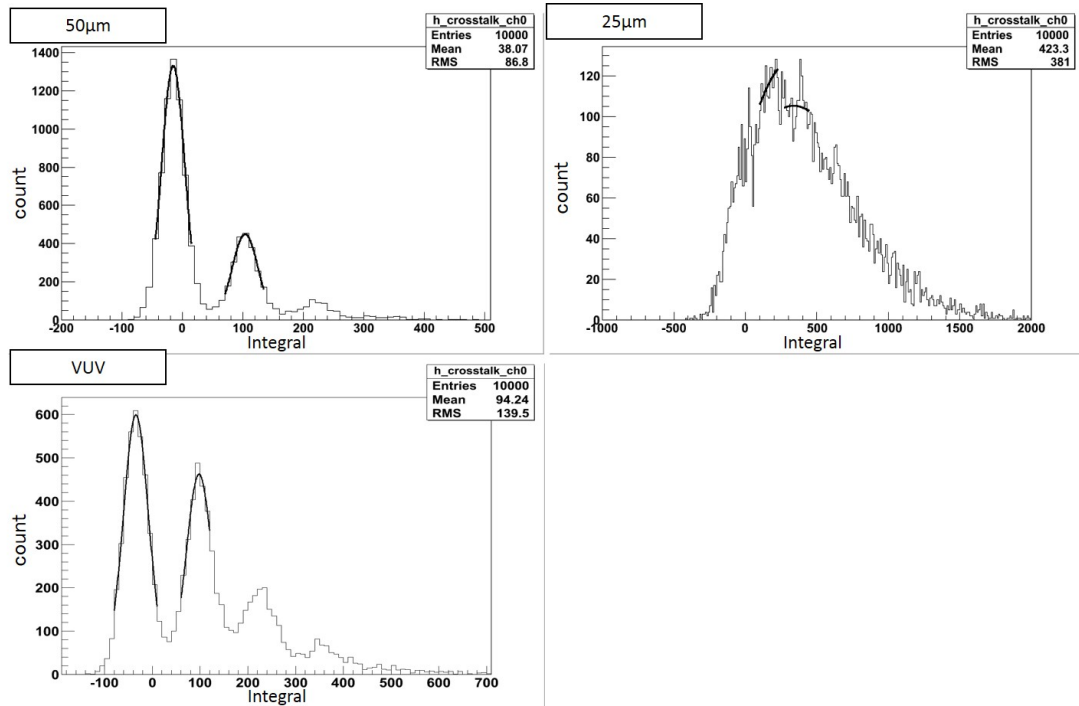 50µm
h_crosstalk_ch0
Entries 10000
Mean 38.07
RMS 86.8
1400
1200
1000
800
600
400
200
0
count
-200 -100 0 100 200 300 400 500
Integral
25µm
h_crosstalk_ch0
Entries 10000
Mean 423.3
RMS 381
120
100
80
60
40
20
0
count
-1000 -500 0 500 1000 1500 2000
Integral
VUV
h_crosstalk_ch0
Entries 10000
Mean 94.24
RMS 139.5
600
500
400
300
200
100
0
count
-100 0 100 200 300 400 500 600 700
Integral